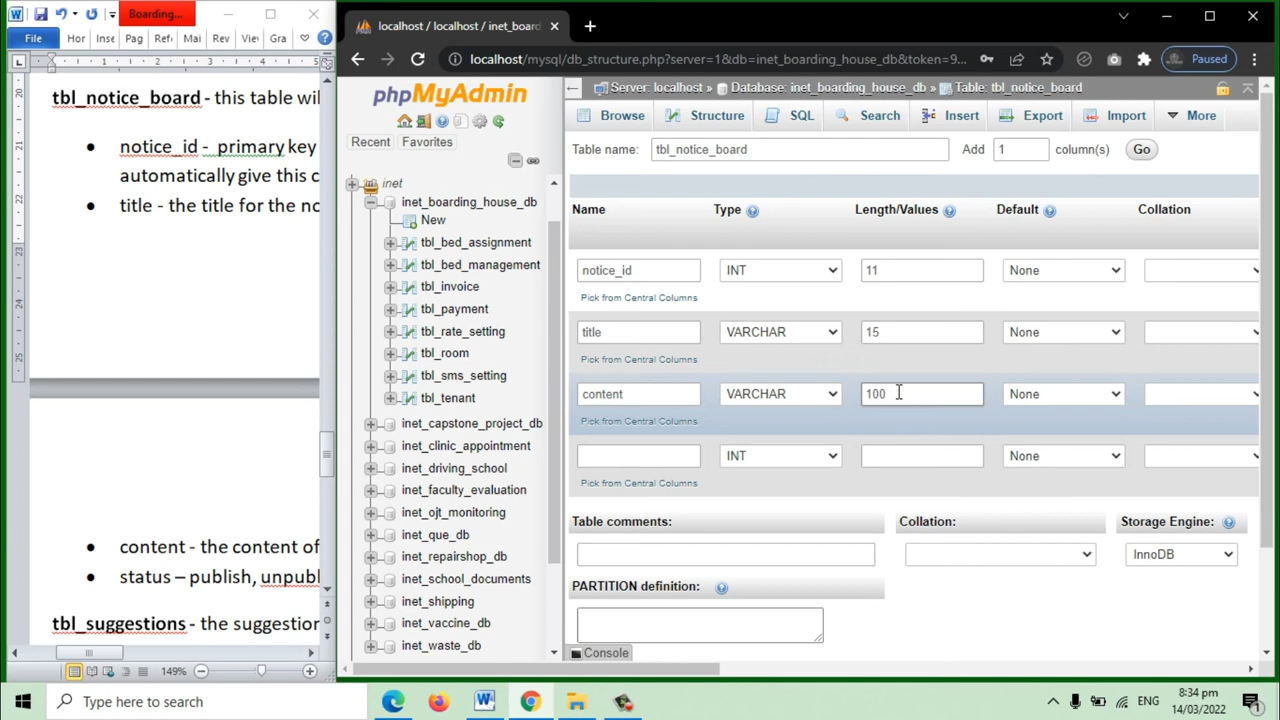 Boarding...
File
Hor
Inse
Pag
Refe
Mai
Rev
Viev
Gra
1
2
3
4
5
tbl_notice_board - this table wil
notice_id - primary key
automatically give this c
title - the title for the no
content - the content of
status – publish, unpubl
tbl_suggestions - the suggestion
149%
localhost / localhost / inet_board
localhost/mysql/db_structure.php?server=1&db=inet_boarding_house_db&token=9...
Paused
phpMyAdmin
Recent
Favorites
inet
inet_boarding_house_db
New
tbl_bed_assignment
tbl_bed_management
tbl_invoice
tbl_payment
tbl_rate_setting
tbl_room
tbl_sms_setting
tbl_tenant
inet_capstone_project_db
inet_clinic_appointment
inet_driving_school
inet_faculty_evaluation
inet_ojt_monitoring
inet_que_db
inet_repairshop_db
inet_school_documents
inet_shipping
inet_vaccine_db
inet_waste_db
Server: localhost » Database: inet_boarding_house_db » Table: tbl_notice_board
Browse Structure SQL Search Insert Export Import More
Table name: tbl_notice_board Add 1 column(s) Go
Name Type Length/Values Default Collation
notice_id INT 11 None
Pick from Central Columns
title VARCHAR 15 None
Pick from Central Columns
content VARCHAR 100 None
Pick from Central Columns
INT None
Pick from Central Columns
Table comments: Collation: Storage Engine:
InnoDB
PARTITION definition:
Console
Type here to search
ENG
8:34 pm
14/03/2022
1